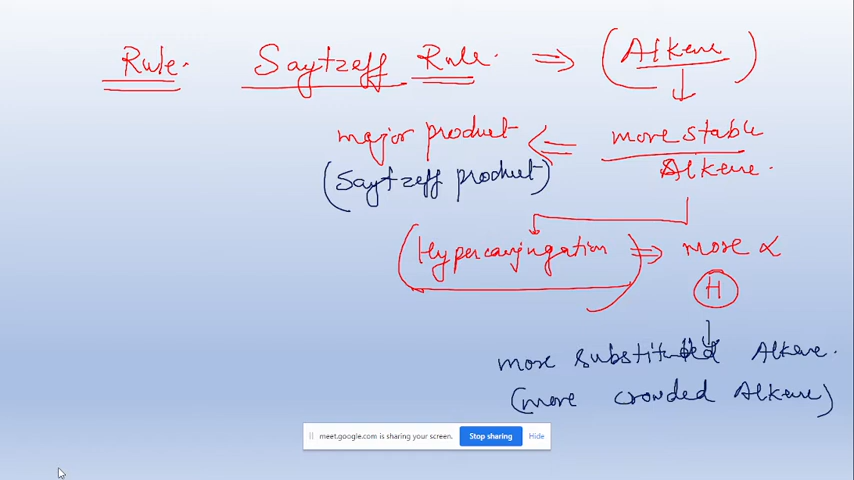 Rule. Saytzeff Rule. ⇒ (Alkene)
major product ⇐ more stable
(Saytzeff product) Alkene.
(Hyperconjugation) ⇒ more α
H
more substituted Alkene.
(more crowded Alkene)
meet.google.com is sharing your screen. Stop sharing Hide